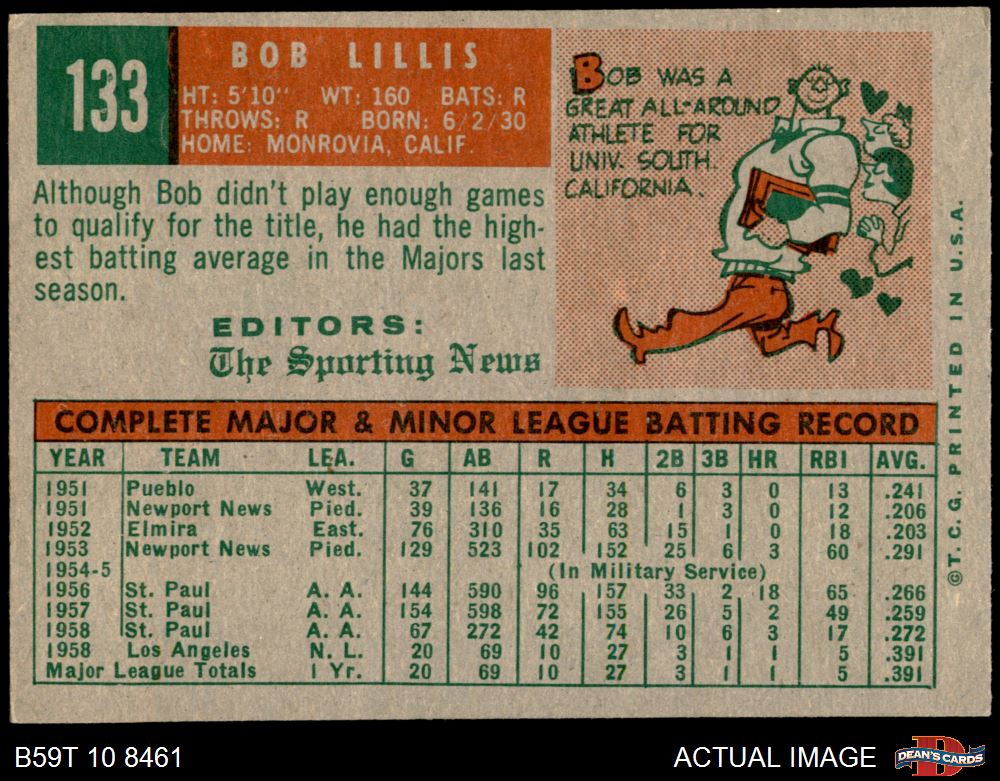 133
BOB LILLIS
HT: 5'10" WT: 160 BATS: R
THROWS: R BORN: 6/2/30
HOME: MONROVIA, CALIF.
Although Bob didn't play enough games
to qualify for the title, he had the high-
est batting average in the Majors last
season.
EDITORS:
The Sporting News
BOB WAS A
GREAT ALL-AROUND
ATHLETE FOR
UNIV. SOUTH.
CALIFORNIA.
COMPLETE MAJOR & MINOR LEAGUE BATTING RECORD
YEAR TEAM LEA. G AB R H 2B 3B HR RBI AVG.
1951 Pueblo West. 37 141 17 34 6 3 0 13 .241
1951 Newport News Pied. 39 136 16 28 1 3 0 12 .206
1952 Elmira East. 76 310 35 63 15 1 0 18 .203
1953 Newport News Pied. 129 523 102 152 25 6 3 60 .291
1954-5 (In Military Service)
1956 St. Paul A. A. 144 590 96 157 33 2 18 65 .266
1957 St. Paul A. A. 154 598 72 155 26 5 2 49 .259
1958 St. Paul A. A. 67 272 42 74 10 6 3 17 .272
1958 Los Angeles N. L. 20 69 10 27 3 1 1 5 .391
Major League Totals 1 Yr. 20 69 10 27 3 1 1 5 .391
©T. C. G. PRINTED IN U.S.A.
B59T 10 8461
ACTUAL IMAGE
D
DEAN'S CARDS